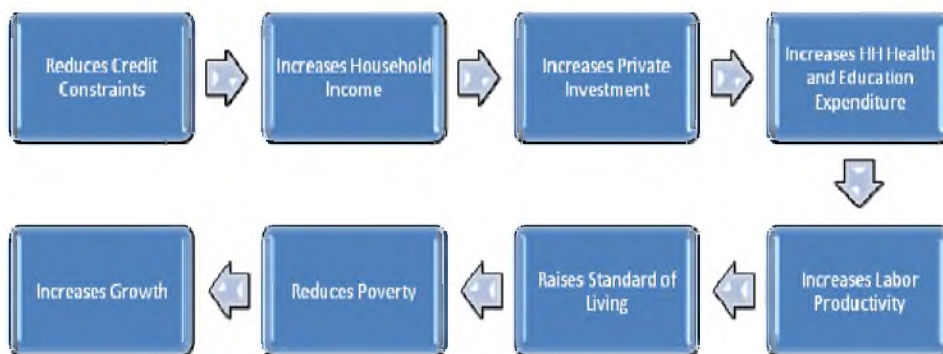 Reduces Credit
Constraints
Increases Household
Income
Increases Private
Investment
Increases HH Health
and Education
Expenditure
Increases Labor
Productivity
Raises Standard of
Living
Reduces Poverty
Increases Growth